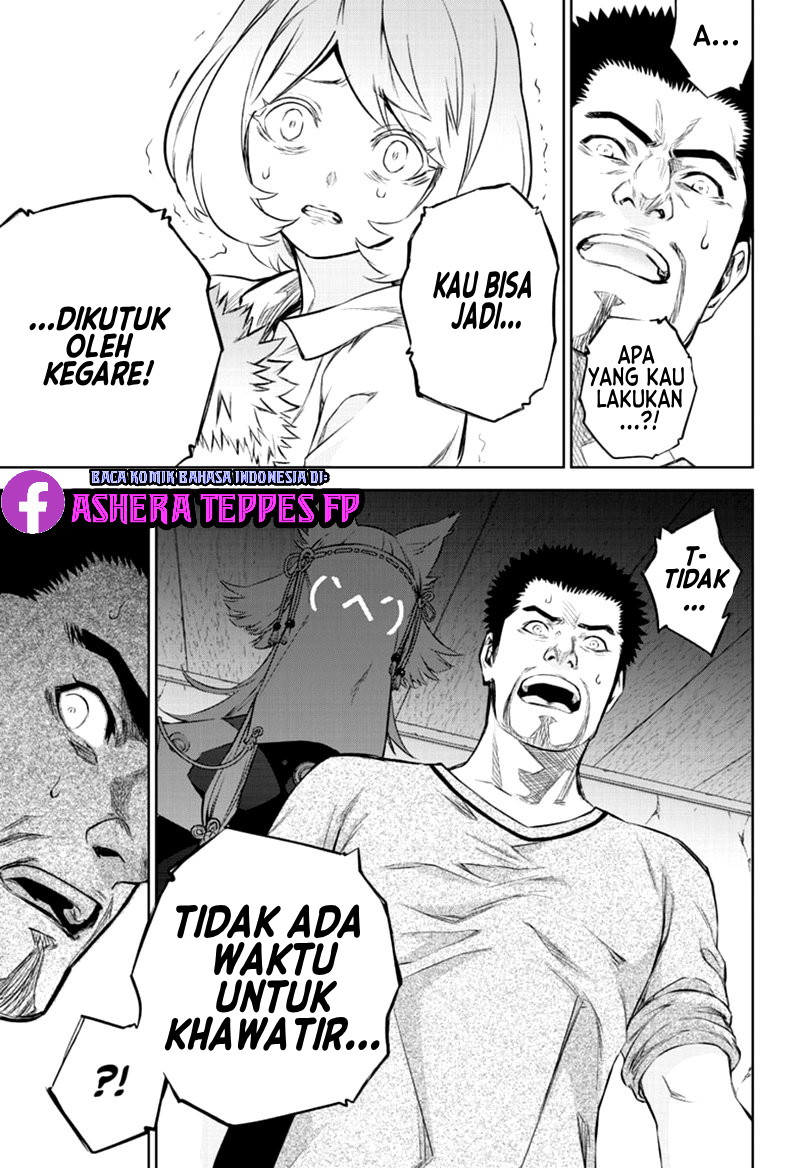 A...
APA
YANG KAU
LAKUKAN
...?!
KAU BISA
JADI...
...DIKUTUK
OLEH
KEGARE!
BACA KOMIK BAHASA INDONESIA DI:
f ASHERA TEPPES FP
T-
TIDAK
...
TIDAK ADA
WAKTU
UNTUK
KHAWATIR...
?!